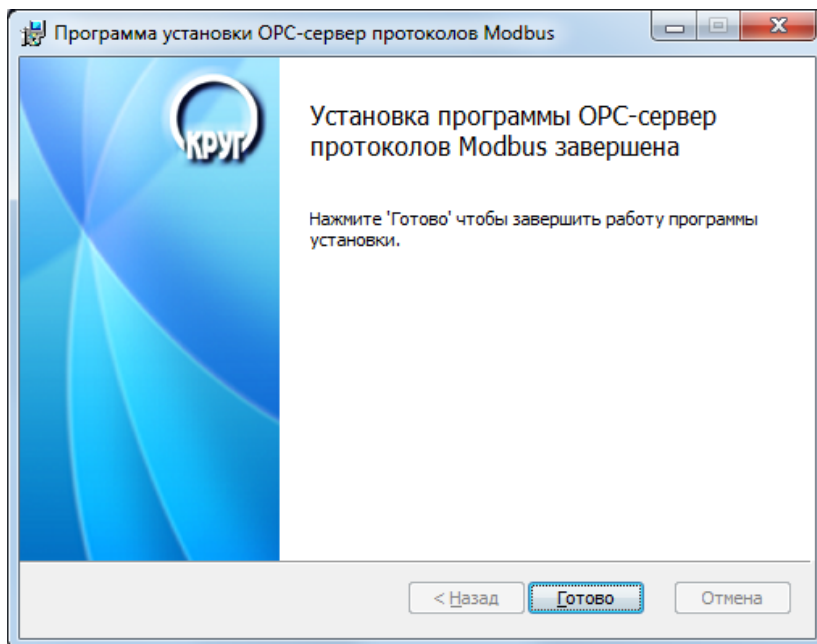 Программа установки OPC-сервер протоколов Modbus
КРУГ
Установка программы OPC-сервер
протоколов Modbus завершена
Нажмите 'Готово' чтобы завершить работу программы
установки.
< Назад
Готово
Отмена